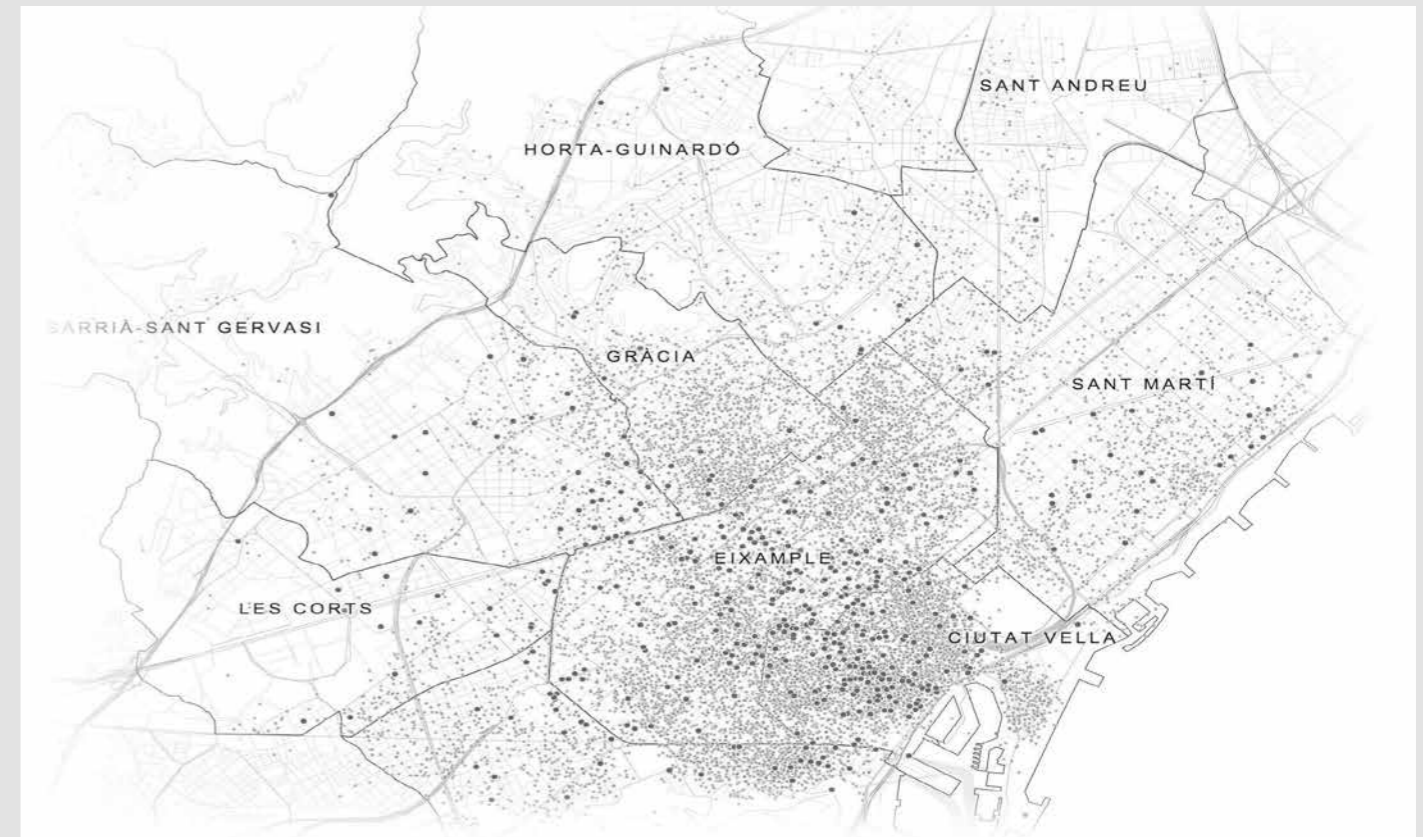 SANT ANDREU
HORTA-GUINARDÓ
SARRIÀ-SANT GERVASI
GRÀCIA
SANT MARTÍ
EIXAMPLE
LES CORTS
CIUTAT VELLA